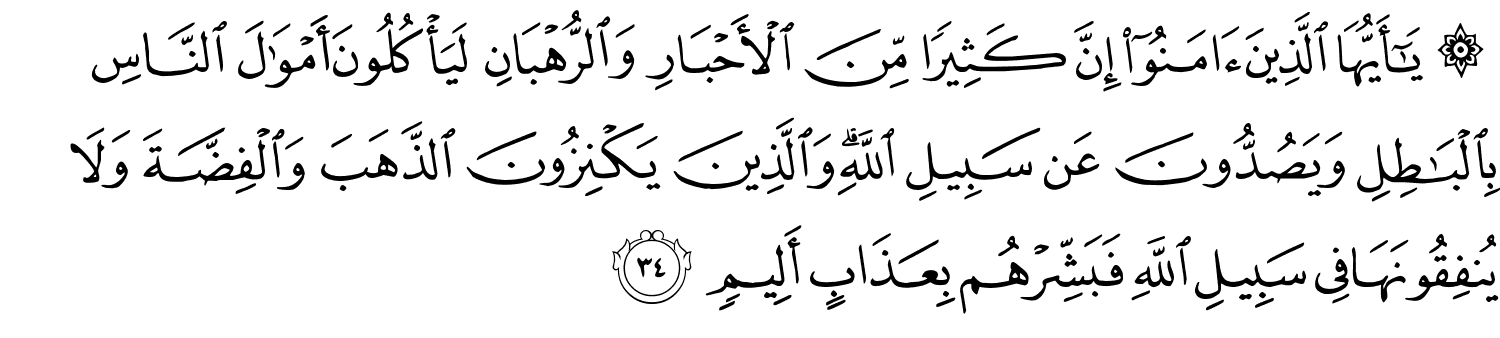 ۞ يَٰٓأَيُّهَا ٱلَّذِينَ ءَامَنُوٓا۟ إِنَّ كَثِيرًا مِّنَ ٱلْأَحْبَارِ وَٱلرُّهْبَانِ لَيَأْكُلُونَ أَمْوَٰلَ ٱلنَّاسِ
بِٱلْبَٰطِلِ وَيَصُدُّونَ عَن سَبِيلِ ٱللَّهِ ۗ وَٱلَّذِينَ يَكْنِزُونَ ٱلذَّهَبَ وَٱلْفِضَّةَ وَلَا
يُنفِقُونَهَا فِى سَبِيلِ ٱللَّهِ فَبَشِّرْهُم بِعَذَابٍ أَلِيمٍ ٣٤